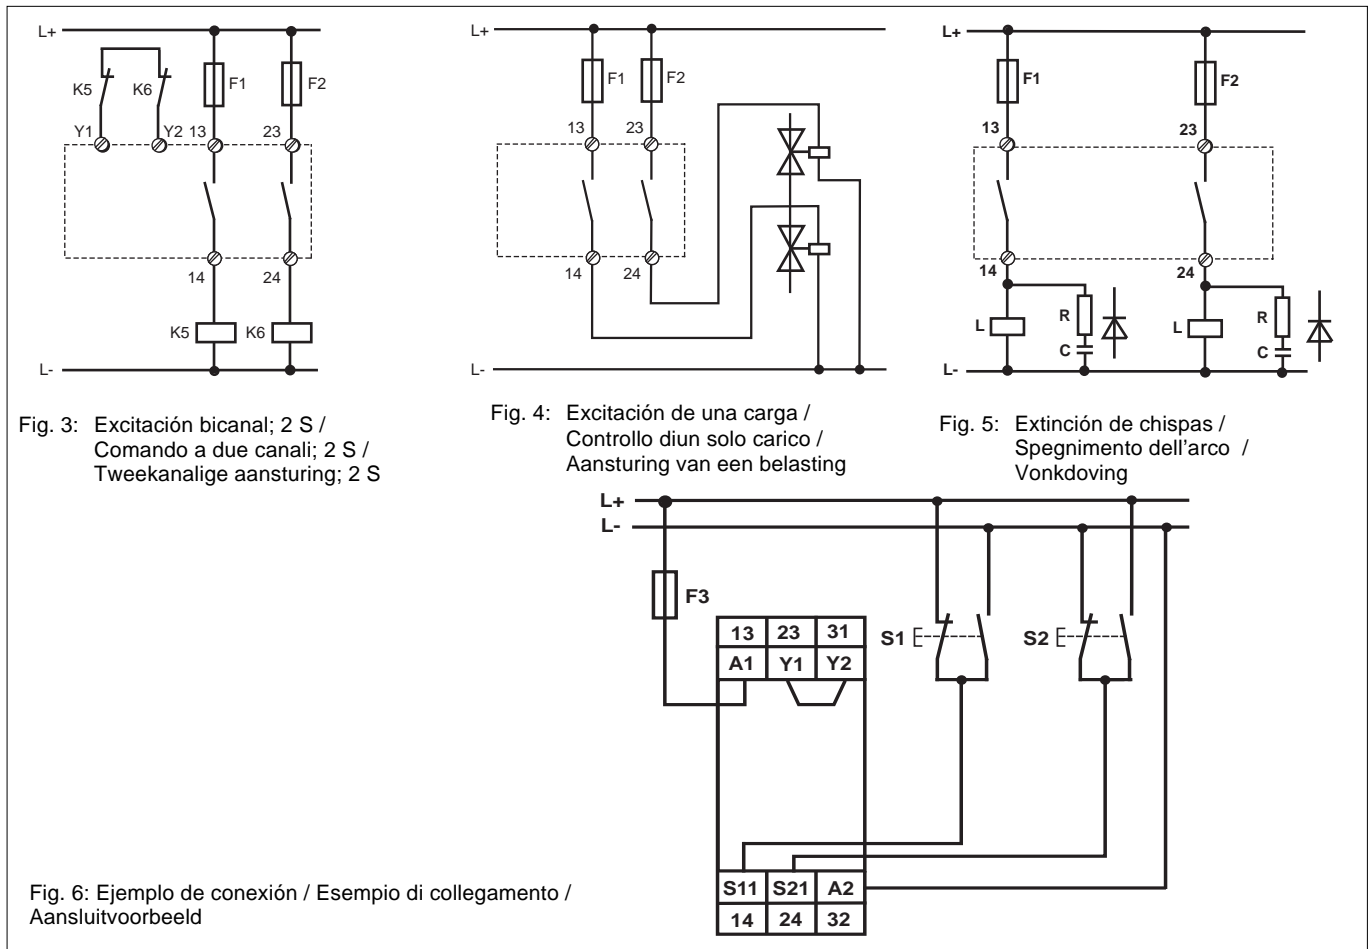 L+
K5 K6 F1 F2
Y1 Y2 13 23
14 24
K5 K6
L-
Fig. 3: Excitación bicanal; 2 S /
Comando a due canali; 2 S /
Tweekanalige aansturing; 2 S
L+
F1 F2
13 23
14 24
L-
Fig. 4: Excitación de una carga /
Controllo diun solo carico /
Aansturing van een belasting
L+
F1 F2
13 23
14 24
L R C L R C
L-
Fig. 5: Extinción de chispas /
Spegnimento dell'arco /
Vonkdoving
L+
L-
F3
13 23 31
A1 Y1 Y2
S1 S2
S11 S21 A2
14 24 32
Fig. 6: Ejemplo de conexión / Esempio di collegamento /
Aansluitvoorbeeld